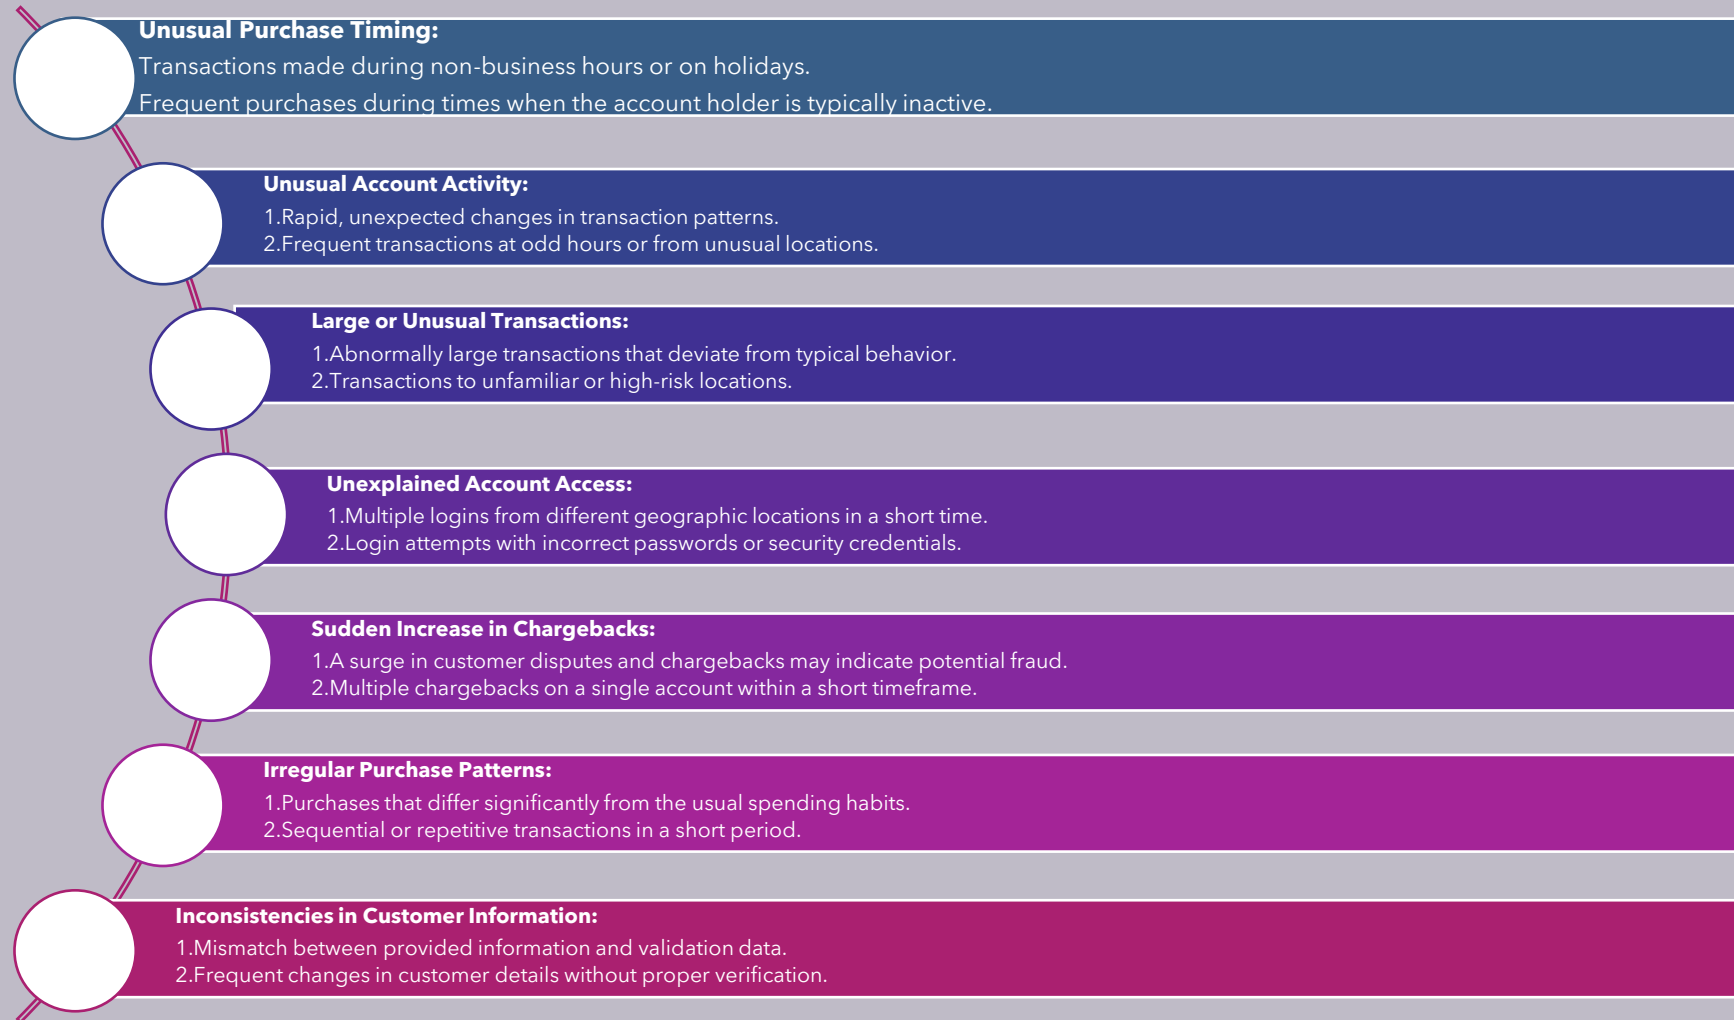 Unusual Purchase Timing:
Transactions made during non-business hours or on holidays.
Frequent purchases during times when the account holder is typically inactive.
Unusual Account Activity:
1.Rapid, unexpected changes in transaction patterns.
2.Frequent transactions at odd hours or from unusual locations.
Large or Unusual Transactions:
1.Abnormally large transactions that deviate from typical behavior.
2.Transactions to unfamiliar or high-risk locations.
Unexplained Account Access:
1.Multiple logins from different geographic locations in a short time.
2.Login attempts with incorrect passwords or security credentials.
Sudden Increase in Chargebacks:
1.A surge in customer disputes and chargebacks may indicate potential fraud.
2.Multiple chargebacks on a single account within a short timeframe.
Irregular Purchase Patterns:
1.Purchases that differ significantly from the usual spending habits.
2.Sequential or repetitive transactions in a short period.
Inconsistencies in Customer Information:
1.Mismatch between provided information and validation data.
2.Frequent changes in customer details without proper verification.